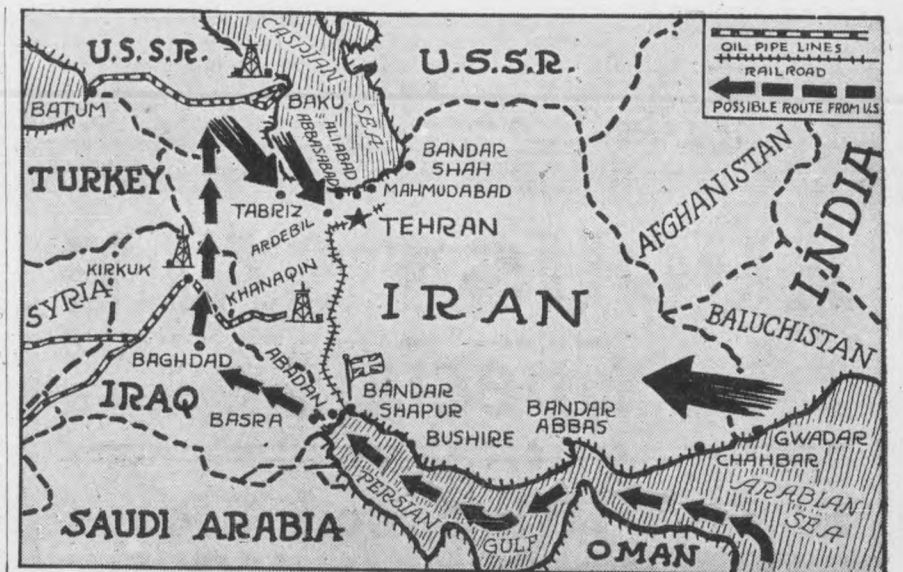 U.S.S.R.
CASPIAN
SEA
U.S.S.R.
OIL PIPE LINES
RAILROAD
POSSIBLE ROUTE FROM U.S
BATUM
BAKU
ALIABAD
ABBASABAD
BANDAR
SHAH
MAHMUDABAD
TURKEY
TABRIZ
ARDEBIL
TEHRAN
AFGHANISTAN
INDIA
KIRKUK
KHANAQIN
SYRIA
IRAN
BALUCHISTAN
BAGHDAD
ABADAN
IRAQ
BASRA
BANDAR
SHAPUR
BUSHIRE
BANDAR
ABBAS
GWADAR
CHAHBAR
PERSIAN
GULF
ARABIAN
SEA
SAUDI ARABIA
OMAN